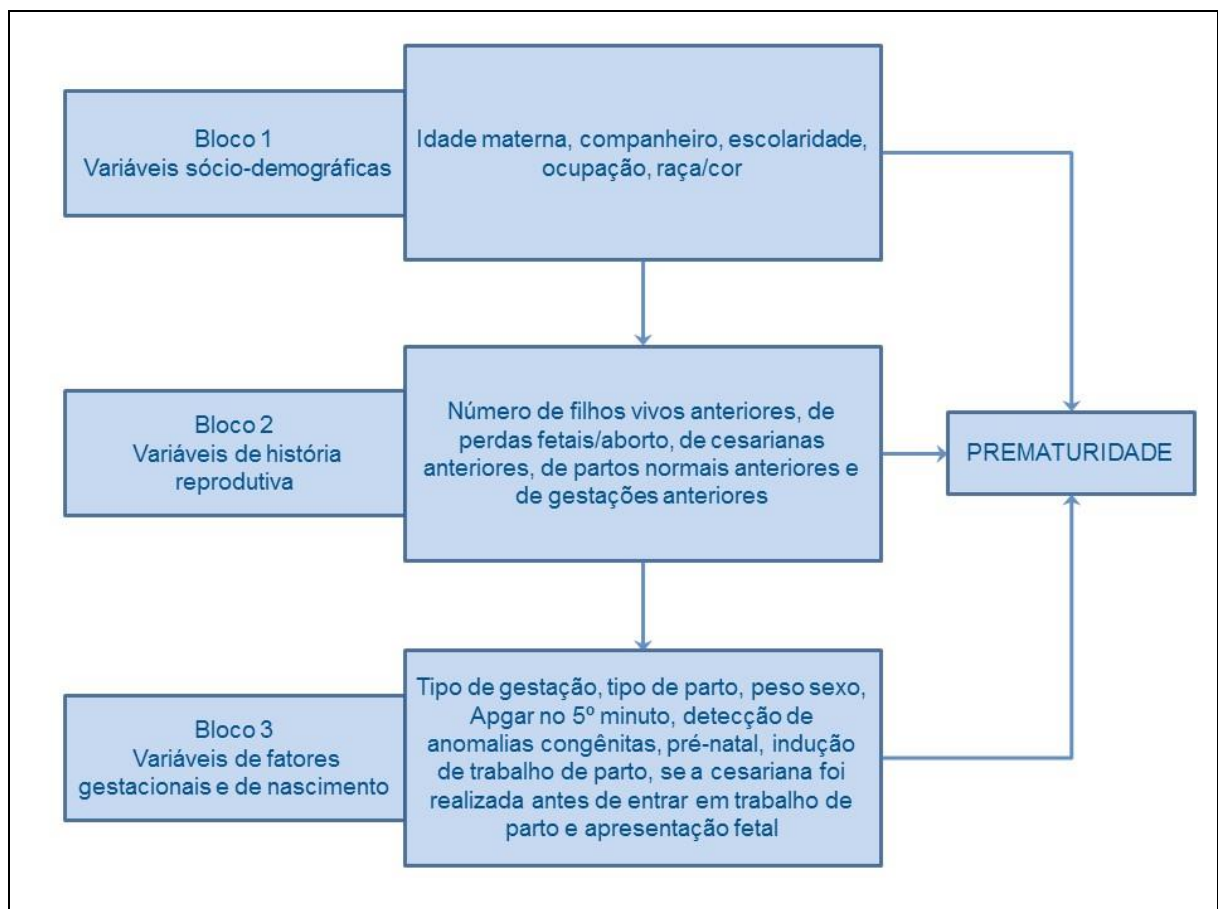 Bloco 1
Variáveis sócio-demográficas
Idade materna, companheiro, escolaridade,
ocupação, raça/cor
Bloco 2
Variáveis de história
reprodutiva
Número de filhos vivos anteriores, de
perdas fetais/aborto, de cesarianas
anteriores, de partos normais anteriores e
de gestações anteriores
PREMATURIDADE
Bloco 3
Variáveis de fatores
gestacionais e de nascimento
Tipo de gestação, tipo de parto, peso sexo,
Apgar no 5º minuto, detecção de
anomalias congênitas, pré-natal, indução
de trabalho de parto, se a cesariana foi
realizada antes de entrar em trabalho de
parto e apresentação fetal